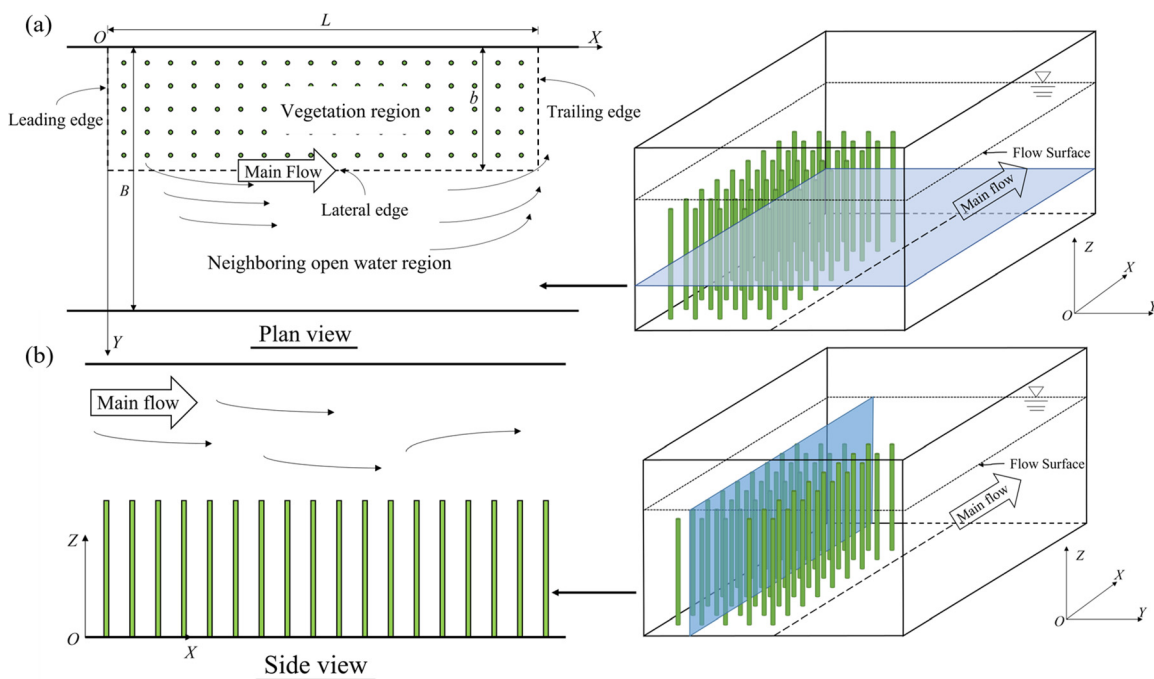 (a)
L
O
X
b
Leading edge
Vegetation region
Trailing edge
Main Flow
B
Lateral edge
Neighboring open water region
Y
Plan view
Flow Surface
Main flow
Z
X
O
Y
(b)
Main flow
Z
O
X
Side view
Flow Surface
Main flow
Z
X
O
Y